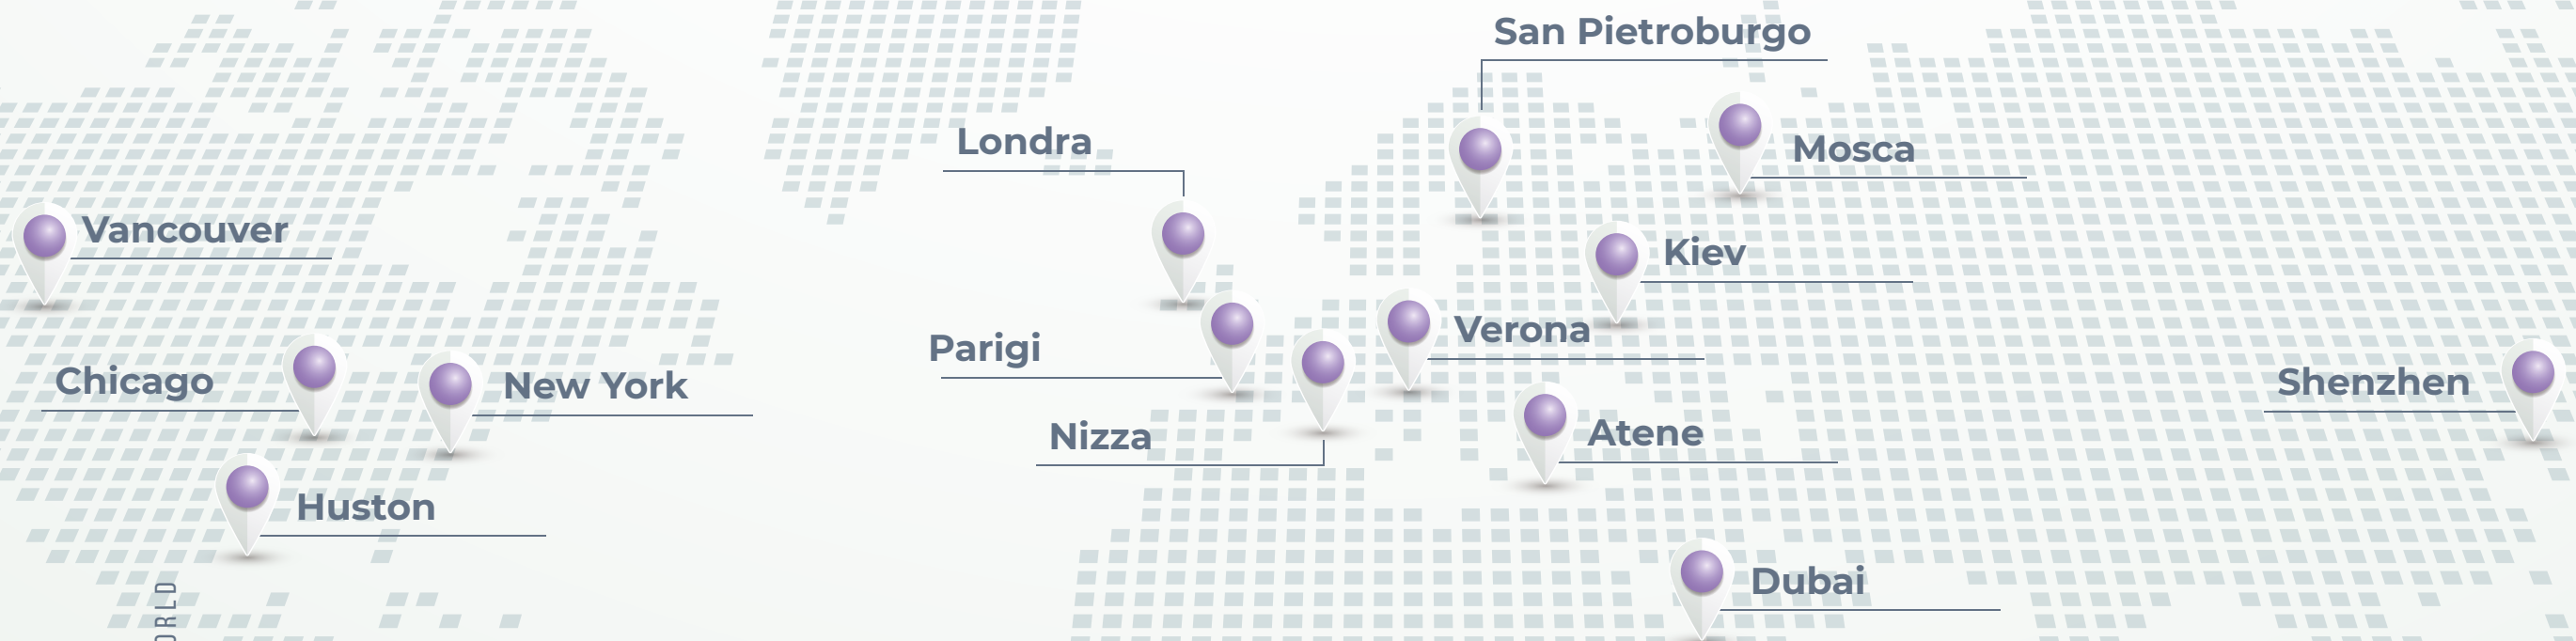 San Pietroburgo
Londra
Mosca
Vancouver
Kiev
Verona
Parigi
Chicago
New York
Shenzhen
Nizza
Atene
Huston
Dubai